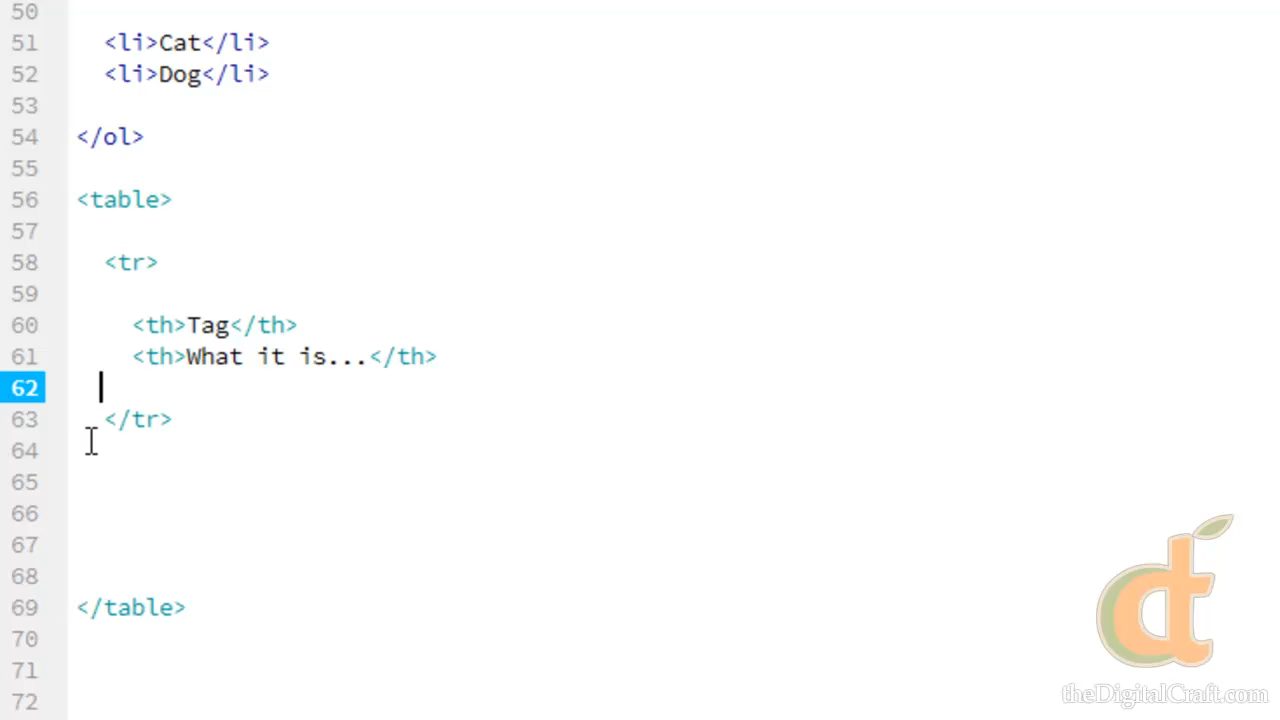 50
51 <li>Cat</li>
52 <li>Dog</li>
53
54 </ol>
55
56 <table>
57
58 <tr>
59
60 <th>Tag</th>
61 <th>What it is...</th>
62
63 </tr>
64
65
66
67
68
69 </table>
70
71
72
dt
theDigitalCraft.com